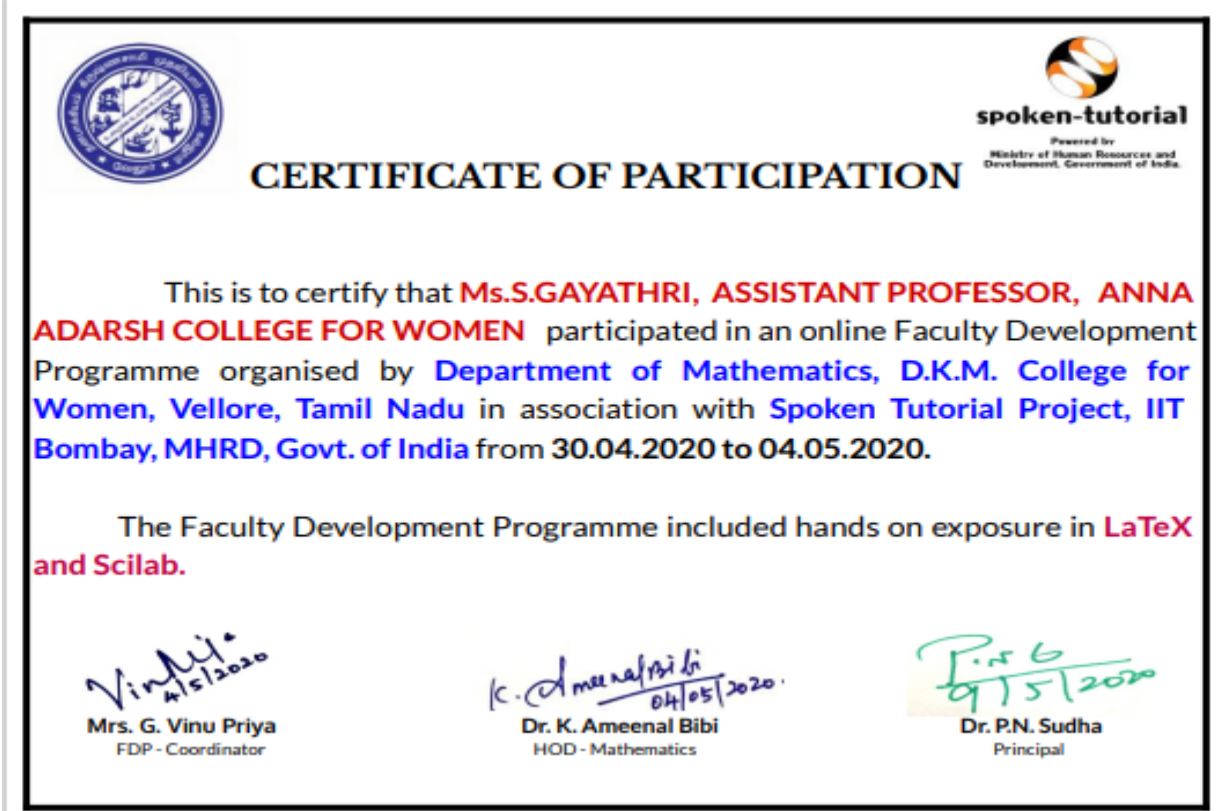 spoken-tutorial
Powered by
Ministry of Human Resources and
Development, Government of India.
CERTIFICATE OF PARTICIPATION
This is to certify that Ms.S.GAYATHRI, ASSISTANT PROFESSOR, ANNA
ADARSH COLLEGE FOR WOMEN participated in an online Faculty Development
Programme organised by Department of Mathematics, D.K.M. College for
Women, Vellore, Tamil Nadu in association with Spoken Tutorial Project, IIT
Bombay, MHRD, Govt. of India from 30.04.2020 to 04.05.2020.
The Faculty Development Programme included hands on exposure in LaTeX
and Scilab.
4/5/2020
K. Ameenal Bibi
04/05/2020.
P.N S
9/5/2020
Mrs. G. Vinu Priya
Dr. K. Ameenal Bibi
Dr. P.N. Sudha
FDP - Coordinator
HOD - Mathematics
Principal